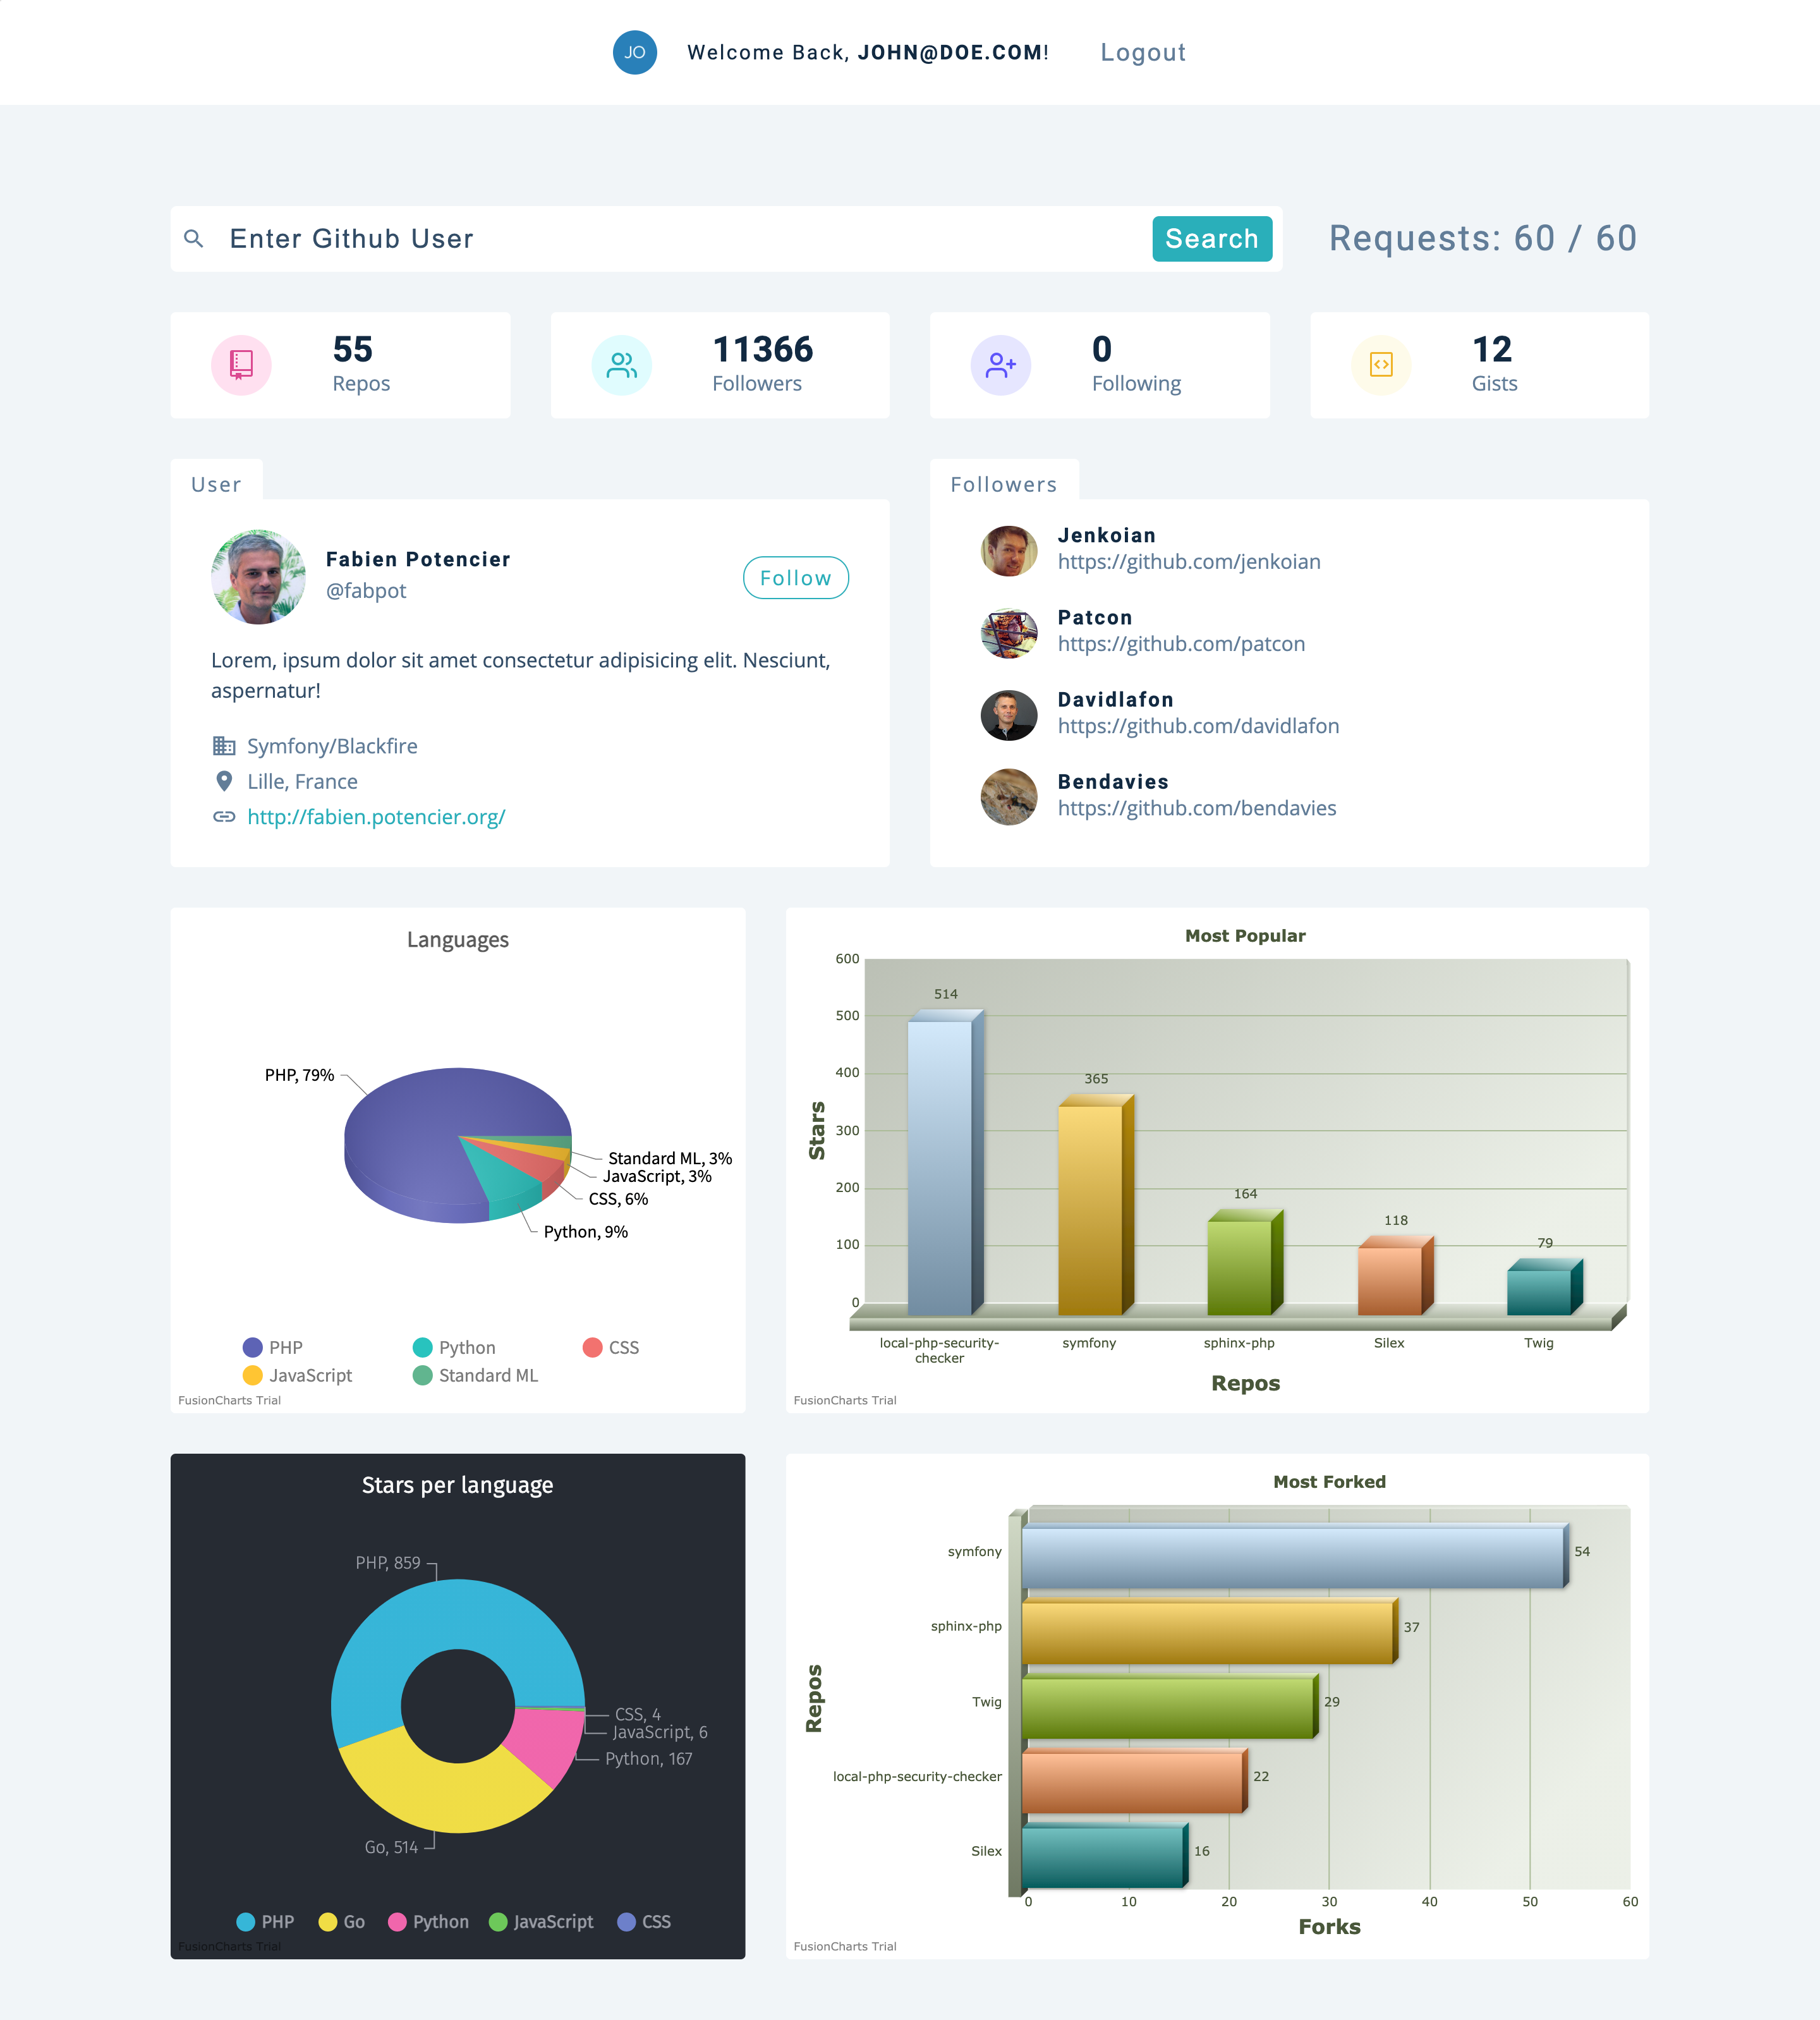 JO
Welcome Back, JOHN@DOE.COM!
Logout
Enter Github User
Search
Requests: 60 / 60
55
Repos
11366
Followers
0
Following
12
Gists
User
Fabien Potencier
@fabpot
Follow
Lorem, ipsum dolor sit amet consectetur adipisicing elit. Nesciunt,
aspernatur!
Symfony/Blackfire
Lille, France
http://fabien.potencier.org/
Followers
Jenkoian
https://github.com/jenkoian
Patcon
https://github.com/patcon
Davidlafon
https://github.com/davidlafon
Bendavies
https://github.com/bendavies
Languages
PHP, 79%
Standard ML, 3%
JavaScript, 3%
CSS, 6%
Python, 9%
PHP
Python
CSS
JavaScript
Standard ML
FusionCharts Trial
Most Popular
Stars
600
500
400
300
200
100
0
514
365
164
118
79
local-php-security-
checker
symfony
sphinx-php
Silex
Twig
Repos
FusionCharts Trial
Stars per language
PHP, 859
CSS, 4
JavaScript, 6
Python, 167
Go, 514
PHP
Go
Python
JavaScript
CSS
FusionCharts Trial
Most Forked
Repos
symfony
54
sphinx-php
37
Twig
29
local-php-security-checker
22
Silex
16
0
10
20
30
40
50
60
Forks
FusionCharts Trial